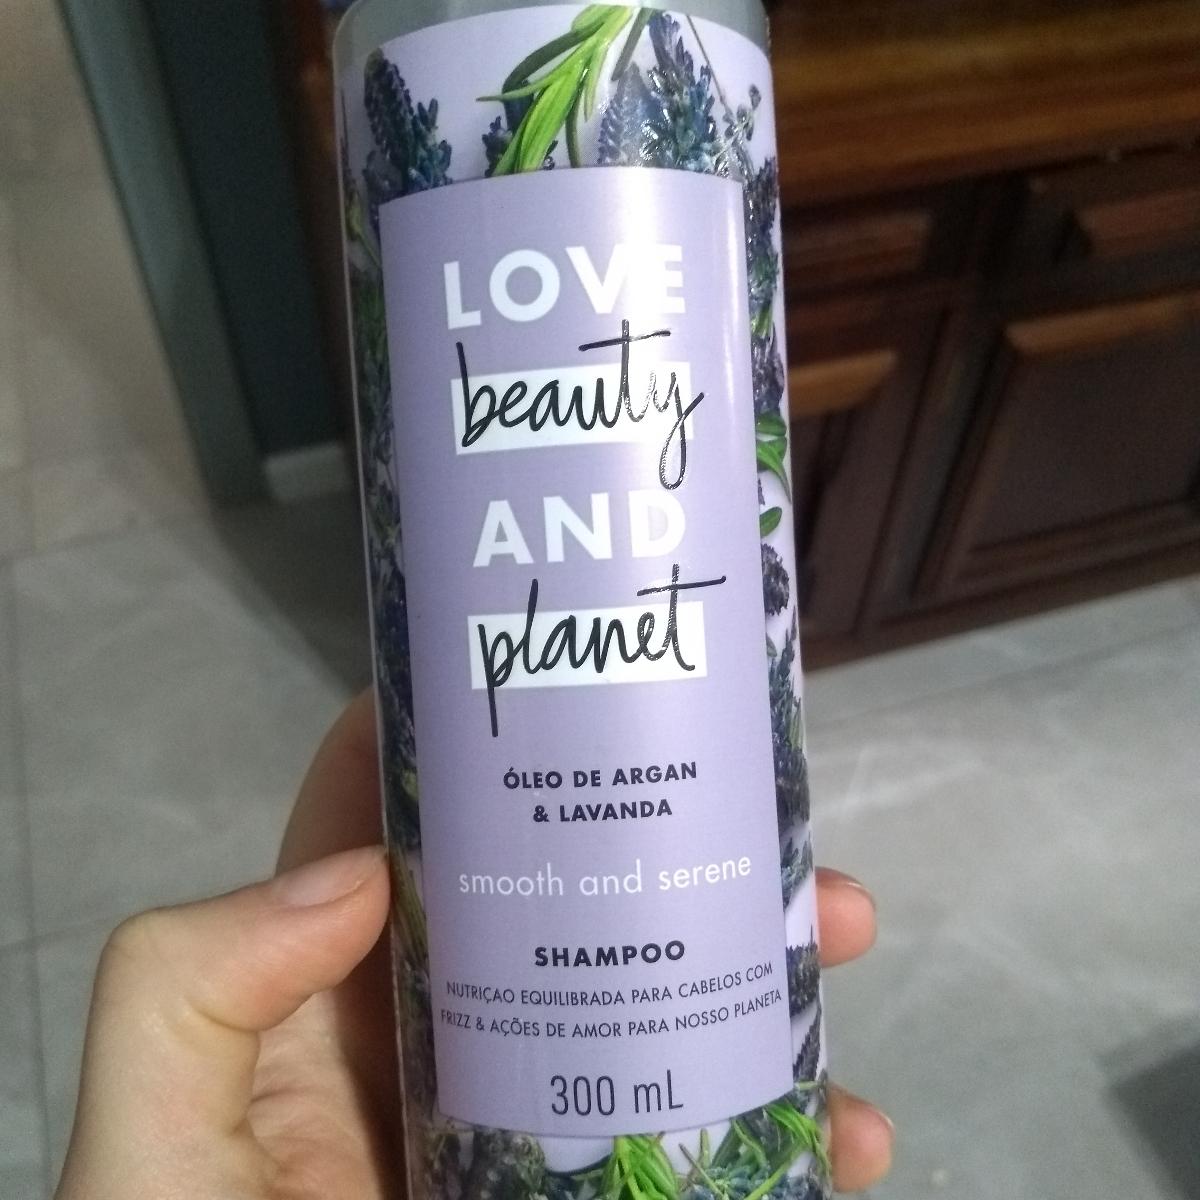 LOVE
beauty
AND
planet
ÓLEO DE ARGAN
& LAVANDA
smooth and serene
SHAMPOO
NUTRIÇAO EQUILIBRADA PARA CABELOS COM
FRIZZ & AÇÕES DE AMOR PARA NOSSO PLANETA
300 mL